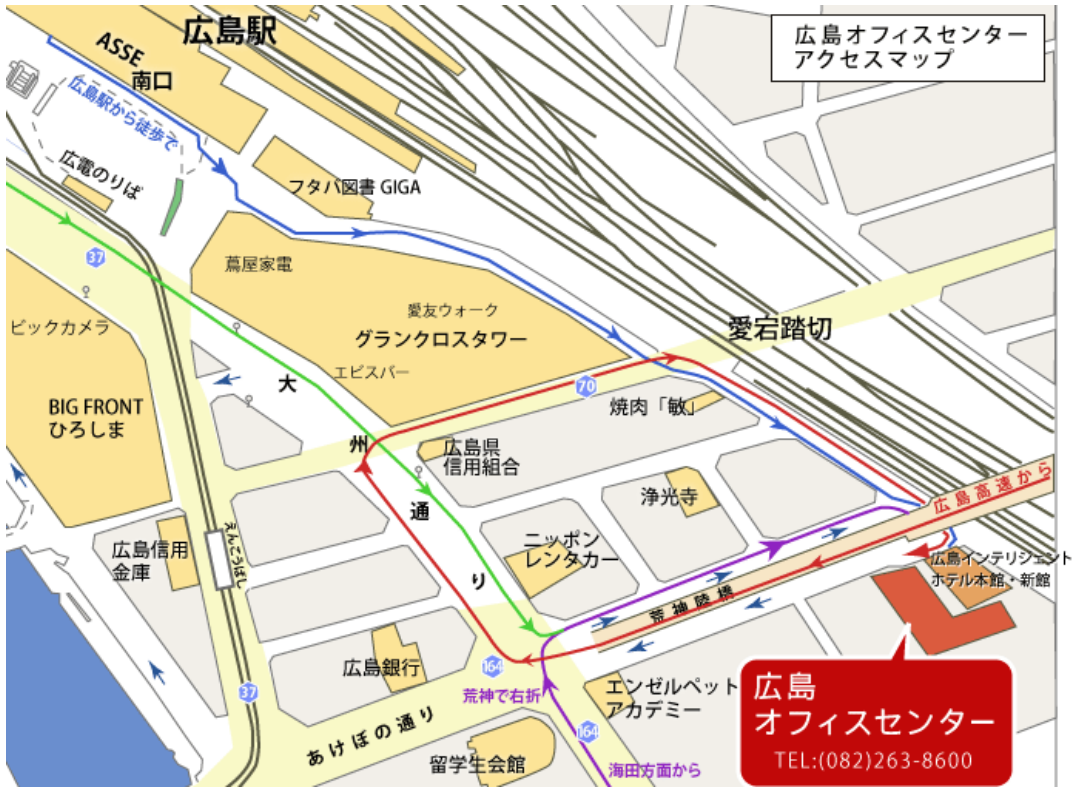 広島駅
ASSE
南口
広島オフィスセンター
アクセスマップ
広島駅から徒歩で
広電のりば
フタバ図書 GIGA
37
蔦屋家電
ビックカメラ
愛友ウォーク
グランクロスタワー
愛宕踏切
エビスバー
大
70
BIG FRONT
ひろしま
焼肉「敏」
州
広島県
信用組合
浄光寺
広島高速から
通
えんこうばし
広島信用
金庫
ニッポン
レンタカー
り
広島インテリジェント
ホテル本館・新館
荒神陸橋
広島銀行
164
37
荒神で右折
エンゼルペット
アカデミー
広島
オフィスセンター
TEL:(082)263-8600
あけぼの通り
164
留学生会館
海田方面から